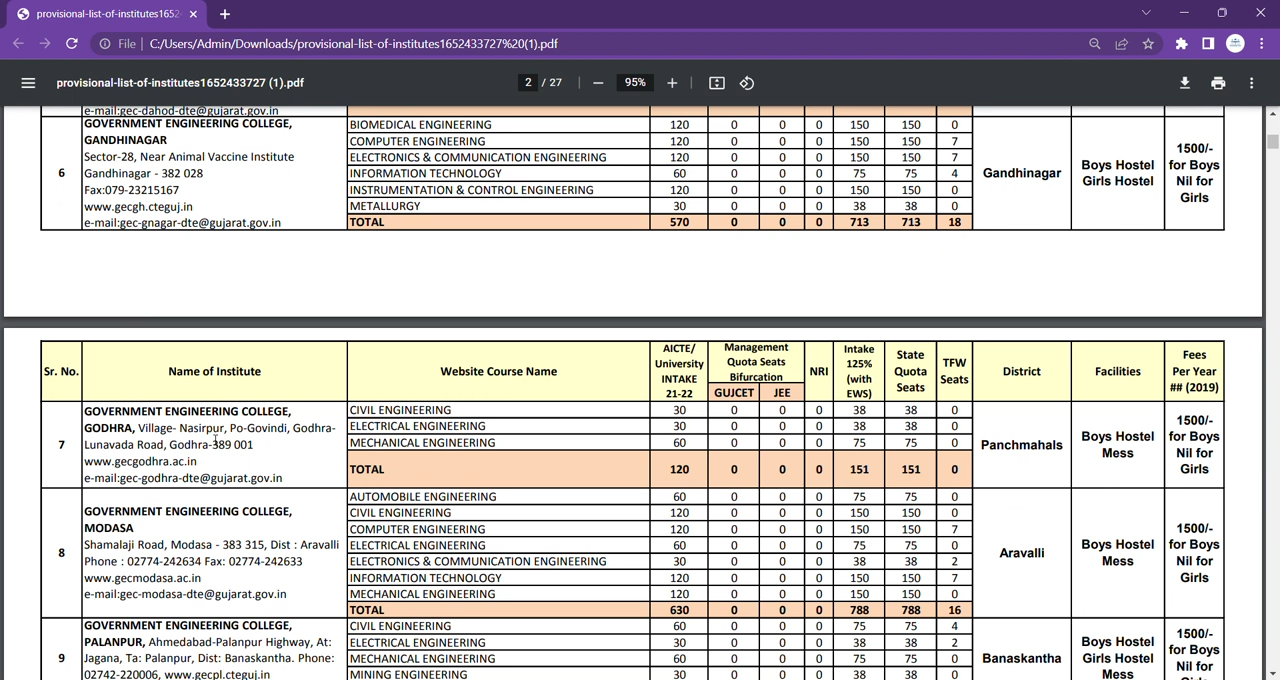 provisional-list-of-institutes1652
File C:/Users/Admin/Downloads/provisional-list-of-institutes1652433727%20(1).pdf
provisional-list-of-institutes1652433727 (1).pdf
2 / 27
95%
e-mail:gec-dahod-dte@gujarat.gov.in
6
GOVERNMENT ENGINEERING COLLEGE,
GANDHINAGAR
Sector-28, Near Animal Vaccine Institute
Gandhinagar - 382 028
Fax:079-23215167
www.gecgh.cteguj.in
e-mail:gec-gnagar-dte@gujarat.gov.in
BIOMEDICAL ENGINEERING 120 0 0 0 150 150 0
COMPUTER ENGINEERING 120 0 0 0 150 150 7
ELECTRONICS & COMMUNICATION ENGINEERING 120 0 0 0 150 150 7
INFORMATION TECHNOLOGY 60 0 0 0 75 75 4
INSTRUMENTATION & CONTROL ENGINEERING 120 0 0 0 150 150 0
METALLURGY 30 0 0 0 38 38 0
TOTAL 570 0 0 0 713 713 18
Gandhinagar
Boys Hostel
Girls Hostel
1500/-
for Boys
Nil for
Girls
Sr. No.
Name of Institute
Website Course Name
AICTE/
University
INTAKE
21-22
Management
Quota Seats
Bifurcation
GUJCET JEE
NRI
Intake
125%
(with
EWS)
State
Quota
Seats
TFW
Seats
District
Facilities
Fees
Per Year
## (2019)
7
GOVERNMENT ENGINEERING COLLEGE,
GODHRA, Village- Nasirpur, Po-Govindi, Godhra-
Lunavada Road, Godhra-389 001
www.gecgodhra.ac.in
e-mail:gec-godhra-dte@gujarat.gov.in
CIVIL ENGINEERING 30 0 0 0 38 38 0
ELECTRICAL ENGINEERING 30 0 0 0 38 38 0
MECHANICAL ENGINEERING 60 0 0 0 75 75 0
TOTAL 120 0 0 0 151 151 0
Panchmahals
Boys Hostel
Mess
1500/-
for Boys
Nil for
Girls
8
GOVERNMENT ENGINEERING COLLEGE,
MODASA
Shamalaji Road, Modasa - 383 315, Dist : Aravalli
Phone : 02774-242634 Fax: 02774-242633
www.gecmodasa.ac.in
e-mail:gec-modasa-dte@gujarat.gov.in
AUTOMOBILE ENGINEERING 60 0 0 0 75 75 0
CIVIL ENGINEERING 120 0 0 0 150 150 0
COMPUTER ENGINEERING 120 0 0 0 150 150 7
ELECTRICAL ENGINEERING 60 0 0 0 75 75 0
ELECTRONICS & COMMUNICATION ENGINEERING 30 0 0 0 38 38 2
INFORMATION TECHNOLOGY 120 0 0 0 150 150 7
MECHANICAL ENGINEERING 120 0 0 0 150 150 0
TOTAL 630 0 0 0 788 788 16
Aravalli
Boys Hostel
Mess
1500/-
for Boys
Nil for
Girls
9
GOVERNMENT ENGINEERING COLLEGE,
PALANPUR, Ahmedabad-Palanpur Highway, At:
Jagana, Ta: Palanpur, Dist: Banaskantha. Phone:
02742-220006, www.gecpl.cteguj.in
CIVIL ENGINEERING 60 0 0 0 75 75 4
ELECTRICAL ENGINEERING 30 0 0 0 38 38 2
MECHANICAL ENGINEERING 60 0 0 0 75 75 0
MINING ENGINEERING 30 0 0 0 38 38 0
Banaskantha
Boys Hostel
Girls Hostel
Mess
1500/-
for Boys
Nil for